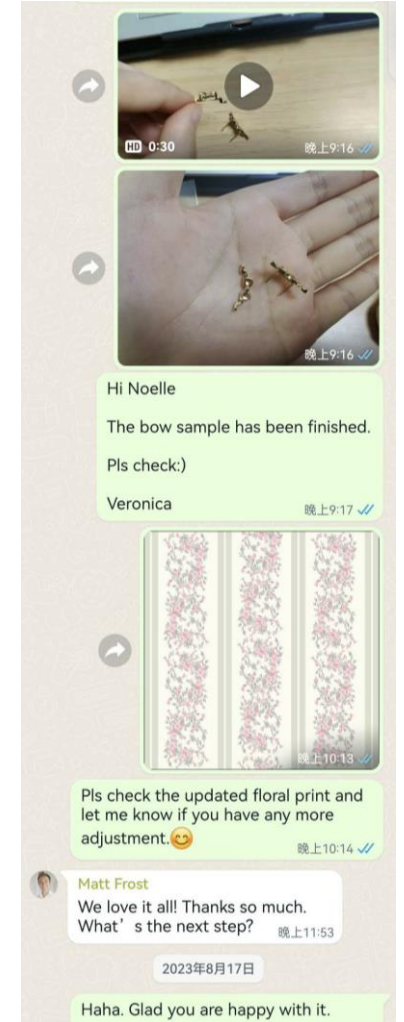 HD 0:30
晚上9:16
晚上9:16
Hi Noelle
The bow sample has been finished.
Pls check:)
Veronica
晚上9:17
晚上10:13
Pls check the updated floral print and
let me know if you have any more
adjustment.😊
晚上10:14
Matt Frost
We love it all! Thanks so much.
What's the next step?
晚上11:53
2023年8月17日
Haha. Glad you are happy with it.